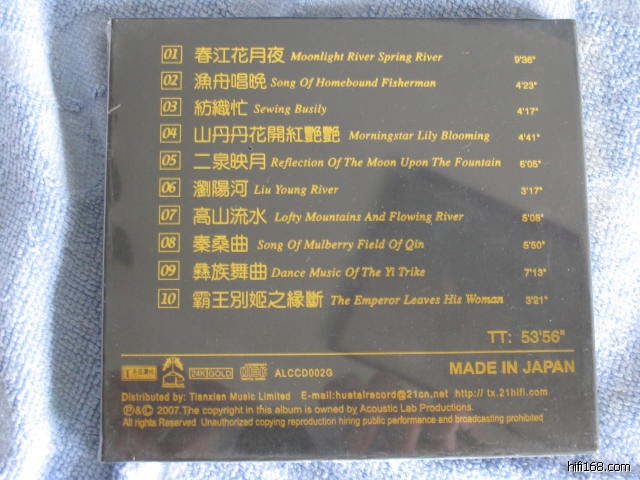 01 春江花月夜 Moonlight River Spring River 9'36"
02 漁舟唱晚 Song Of Homebound Fisherman 4'23"
03 紡織忙 Sewing Busily 4'17"
04 山丹丹花開紅艷艷 Morningstar Lily Blooming 4'41"
05 二泉映月 Reflection Of The Moon Upon The Fountain 6'05"
06 瀏陽河 Liu Young River 3'17"
07 高山流水 Lofty Mountains And Flowing River 5'08"
08 秦桑曲 Song Of Mulberry Field Of Qin 5'50"
09 彝族舞曲 Dance Music Of The Yi Trike 7'13"
10 霸王別姬之緣斷 The Emperor Leaves His Woman 3'21"
TT: 53'56"
24K GOLD ALCCD002G MADE IN JAPAN
Distributed by: Tianxian Music Limited E-mail:huatairecord@21cn.net http:// tx.21hifi.com
℗&© 2007.The copyright in this album is owned by Acoustic Lab Productions.
All rights Reserved Unauthorized copying reproduction hiring public performance and broadcasting prohibited
hifi168.com